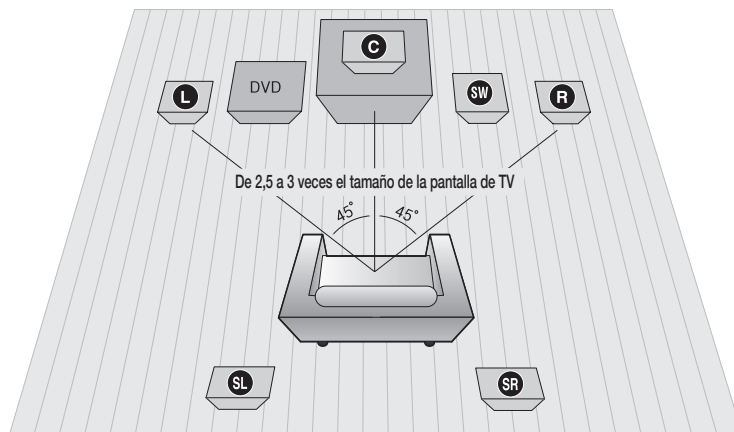 C
L
DVD
SW
R
De 2,5 a 3 veces el tamaño de la pantalla de TV
45°
45°
SL
SR